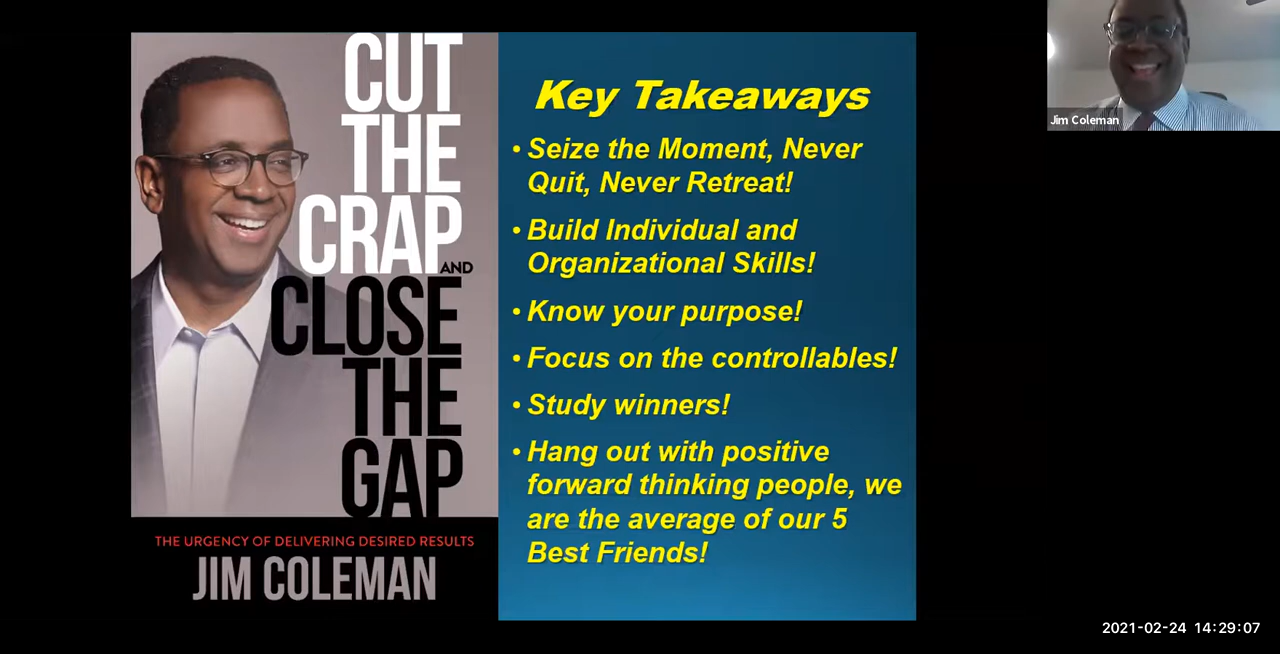 CUT
THE
CRAP
AND
CLOSE
THE
GAP
THE URGENCY OF DELIVERING DESIRED RESULTS
JIM COLEMAN
Key Takeaways
• Seize the Moment, Never
Quit, Never Retreat!
• Build Individual and
Organizational Skills!
• Know your purpose!
• Focus on the controllables!
• Study winners!
• Hang out with positive
forward thinking people, we
are the average of our 5
Best Friends!
Jim Coleman
2021-02-24 14:29:07